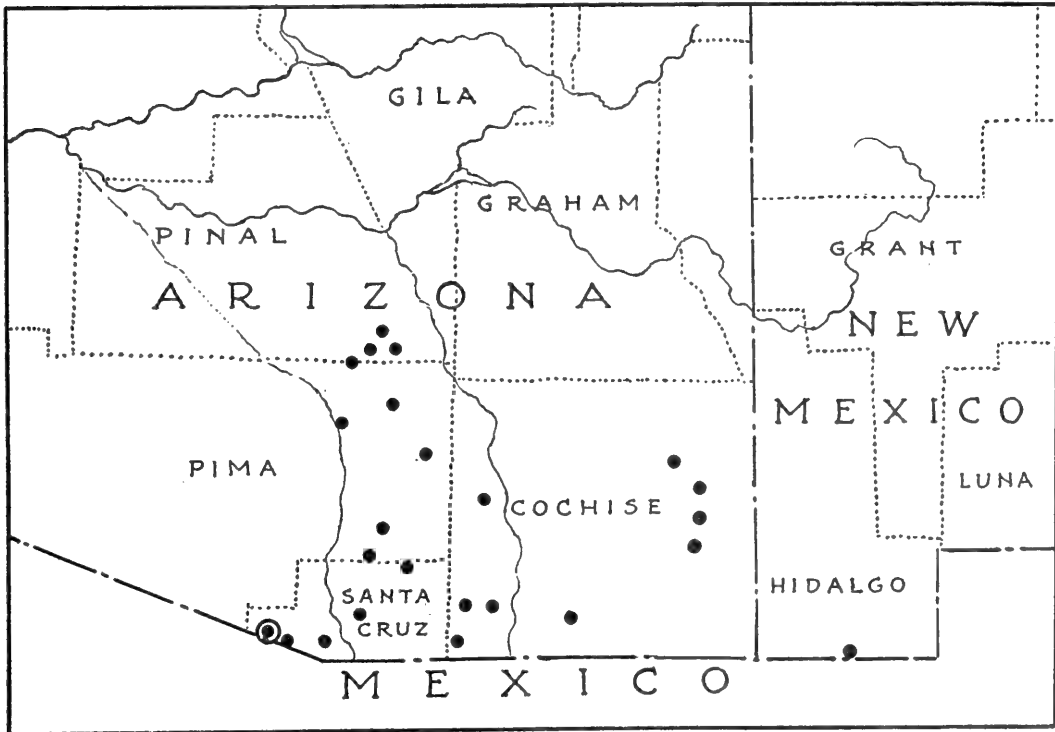 GILA
GRAHAM
PINAL
GRANT
ARIZONA
NEW
MEXICO
PIMA
LUNA
COCHISE
HIDALGO
SANTA
CRUZ
MEXICO